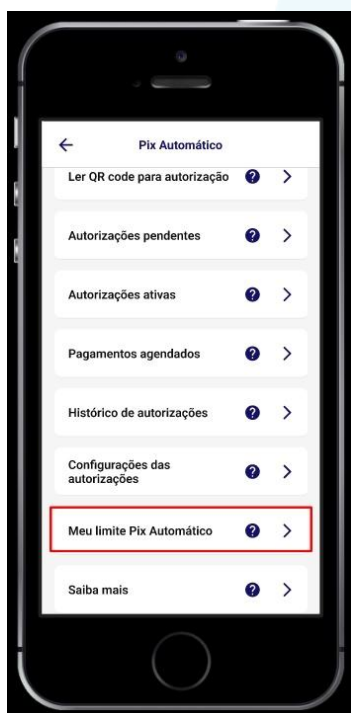 Pix Automático
Ler QR code para autorização
Autorizações pendentes
Autorizações ativas
Pagamentos agendados
Histórico de autorizações
Configurações das
autorizações
Meu limite Pix Automático
Saiba mais